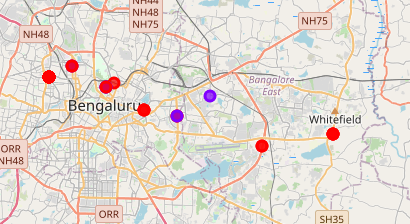 NH44
NH48
NH75
NH48
NH75
Bangalore
East
Bengaluru
Whitefield
ORR
NH48
ORR
SH35